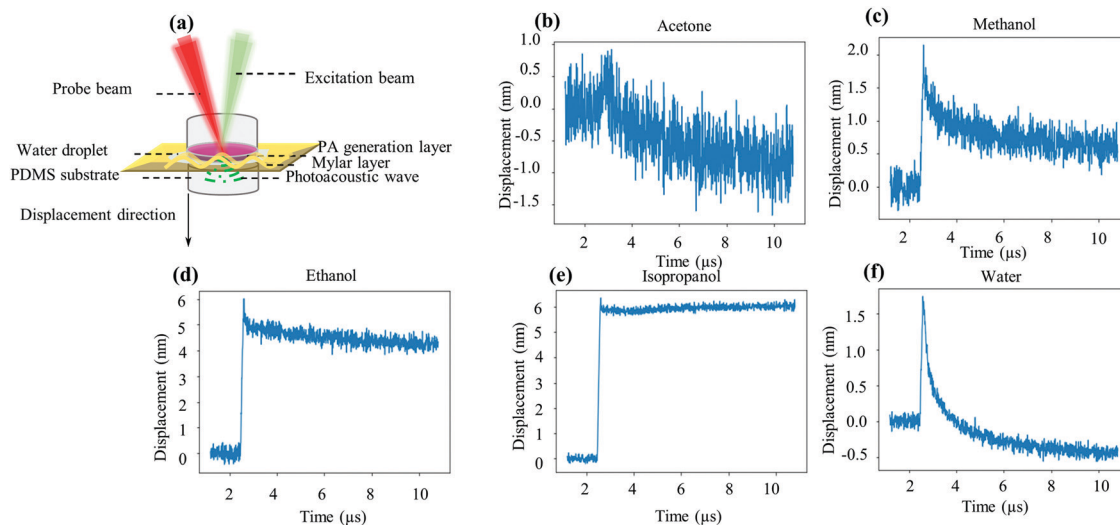 (a)
Probe beam
Excitation beam
Water droplet
PA generation layer
Mylar layer
PDMS substrate
Photoacoustic wave
Displacement direction
(b)
Acetone
Displacement (nm)
0.5
0.0
-0.5
-1.0
1.5
2 4 6 8 10
Time (µs)
(c)
Methanol
Displacement (nm)
2.0
1.5
1.0
0.5
0.0
2 4 6 8 10
Time (µs)
(d)
Ethanol
Displacement (nm)
6
5
4
3
2
1
0
2 4 6 8 10
Time (µs)
(e)
Isopropanol
Displacement (nm)
6
5
4
3
2
1
0
2 4 6 8 10
Time (µs)
(f)
Water
Displacement (nm)
1.5
1.0
0.5
0.0
-0.5
2 4 6 8 10
Time (µs)